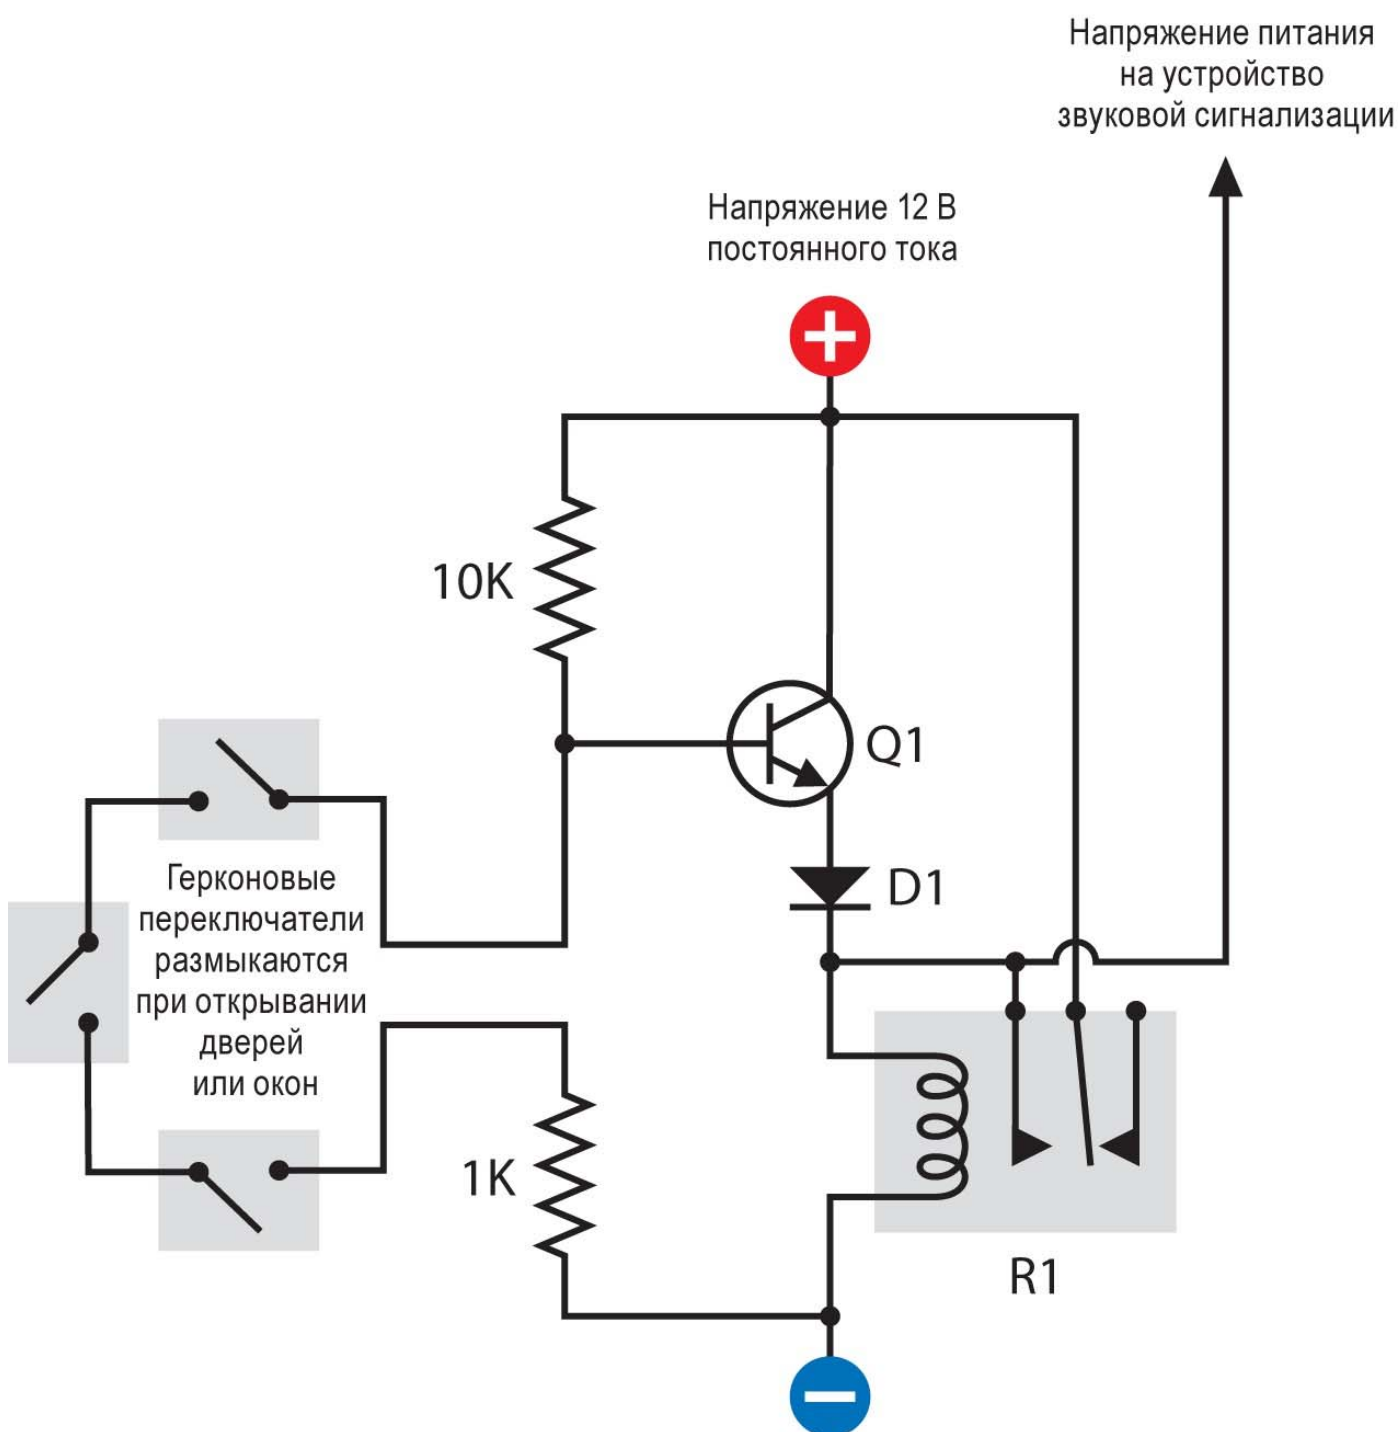 Напряжение питания
на устройство
звуковой сигнализации
Напряжение 12 В
постоянного тока
10K
Q1
D1
Герконовые
переключатели
размыкаются
при открывании
дверей
или окон
1K
R1